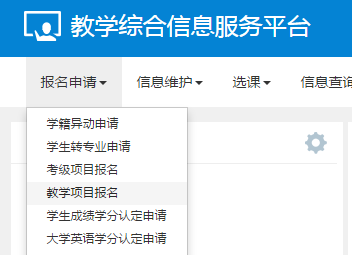 教学综合信息服务平台
报名申请 信息维护 选课 信息查询
学籍异动申请
学生转专业申请
考级项目报名
教学项目报名
学生成绩学分认定申请
大学英语学分认定申请